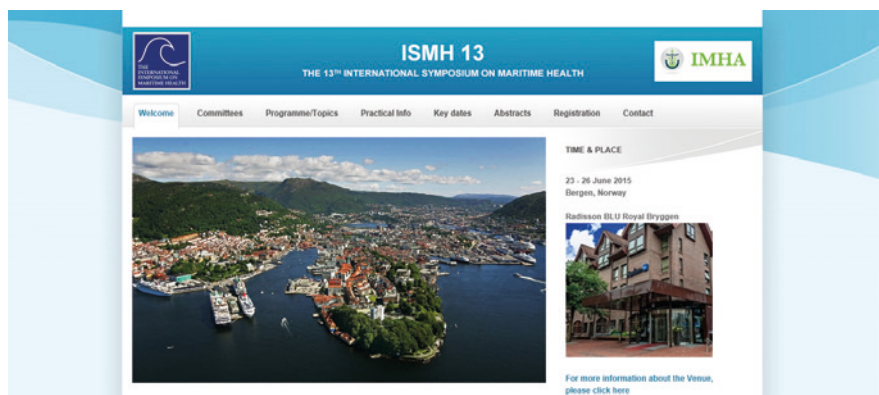 THE
INTERNATIONAL
SYMPOSIUM ON
MARITIME HEALTH
ISMH 13
THE 13TH INTERNATIONAL SYMPOSIUM ON MARITIME HEALTH
IMHA
Welcome Committees Programme/Topics Practical Info Key dates Abstracts Registration Contact
TIME & PLACE
23 - 26 June 2015
Bergen, Norway
Radisson BLU Royal Bryggen
For more information about the Venue,
please click here